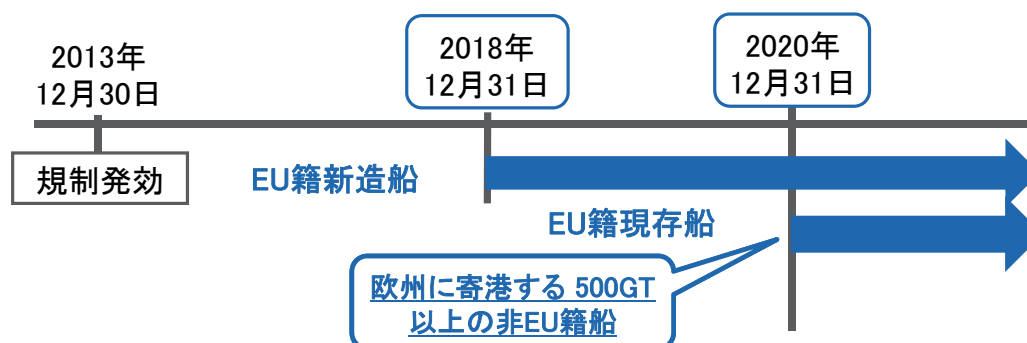 2013年
12月30日
2018年
12月31日
2020年
12月31日
規制発効
EU籍新造船
EU籍現存船
欧州に寄港する 500GT
以上の非EU籍船